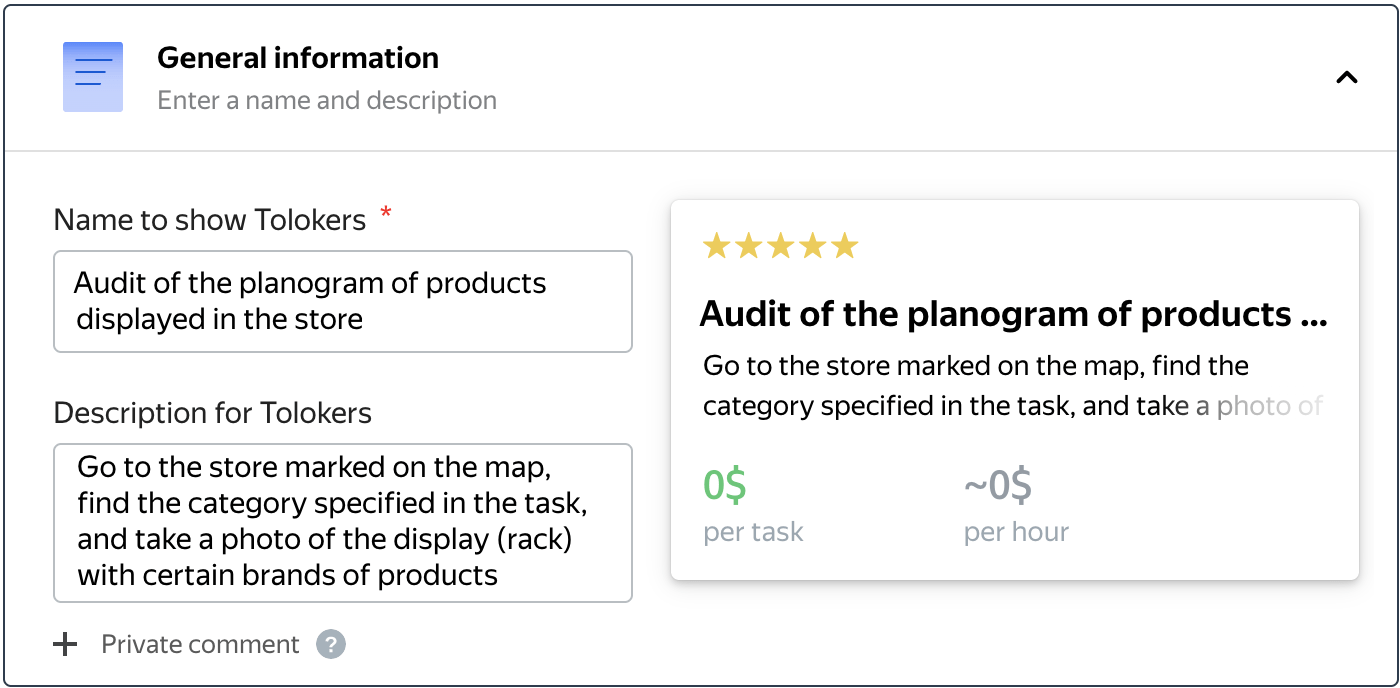 General information
Enter a name and description
Name to show Tolokers *
Audit of the planogram of products
displayed in the store
Description for Tolokers
Go to the store marked on the map,
find the category specified in the task,
and take a photo of the display (rack)
with certain brands of products
+ Private comment ?
Audit of the planogram of products ...
Go to the store marked on the map, find the
category specified in the task, and take a photo of
0$ ~0$
per task per hour